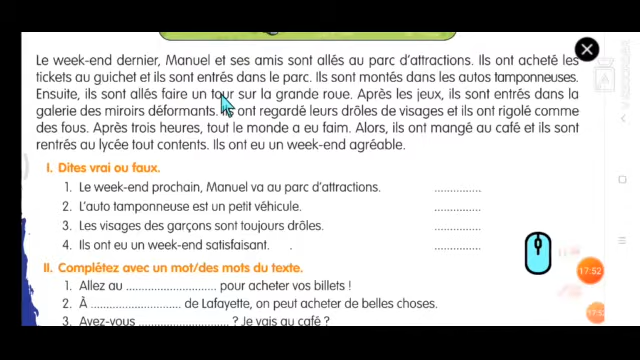 Le week-end dernier, Manuel et ses amis sont allés au parc d'attractions. Ils ont acheté les
tickets au guichet et ils sont entrés dans le parc. Ils sont montés dans les autos tamponneuses.
Ensuite, ils sont allés faire un tour sur la grande roue. Après les jeux, ils sont entrés dans la
galerie des miroirs déformants. Ils ont regardé leurs drôles de visages et ils ont rigolé comme
des fous. Après trois heures, tout le monde a eu faim. Alors, ils ont mangé au café et ils sont
rentrés au lycée tout contents. Ils ont eu un week-end agréable.
I. Dites vrai ou faux.
1. Le week-end prochain, Manuel va au parc d'attractions. ...............
2. L'auto tamponneuse est un petit véhicule. ...............
3. Les visages des garçons sont toujours drôles. ...............
4. Ils ont eu un week-end satisfaisant. ...............
II. Complétez avec un mot/des mots du texte.
1. Allez au ............................. pour acheter vos billets !
2. À ............................. de Lafayette, on peut acheter de belles choses.
3. Avez-vous ............................. ? Je vais au café ?
17:52
17:52